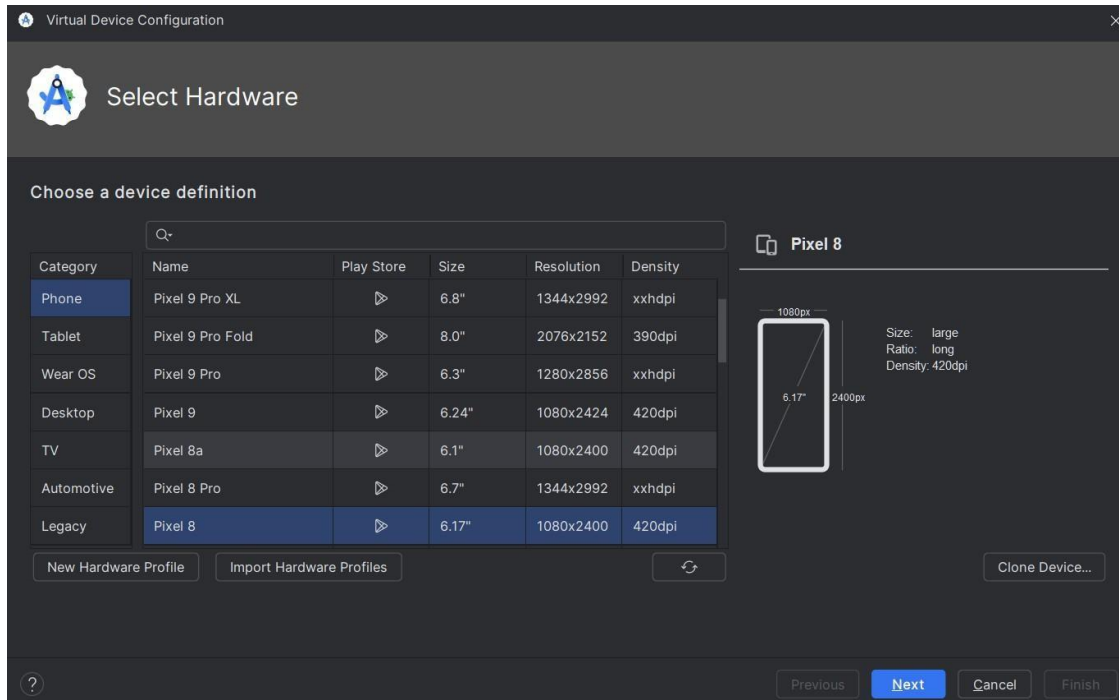 Virtual Device Configuration
Select Hardware
Choose a device definition
Category
Phone
Tablet
Wear OS
Desktop
TV
Automotive
Legacy
Name Play Store Size Resolution Density
Pixel 9 Pro XL 6.8" 1344x2992 xxhdpi
Pixel 9 Pro Fold 8.0" 2076x2152 390dpi
Pixel 9 Pro 6.3" 1280x2856 xxhdpi
Pixel 9 6.24" 1080x2424 420dpi
Pixel 8a 6.1" 1080x2400 420dpi
Pixel 8 Pro 6.7" 1344x2992 xxhdpi
Pixel 8 6.17" 1080x2400 420dpi
Pixel 8
1080px
6.17"
2400px
Size: large
Ratio: long
Density: 420dpi
New Hardware Profile
Import Hardware Profiles
Clone Device...
?
Previous
Next
Cancel
Finish